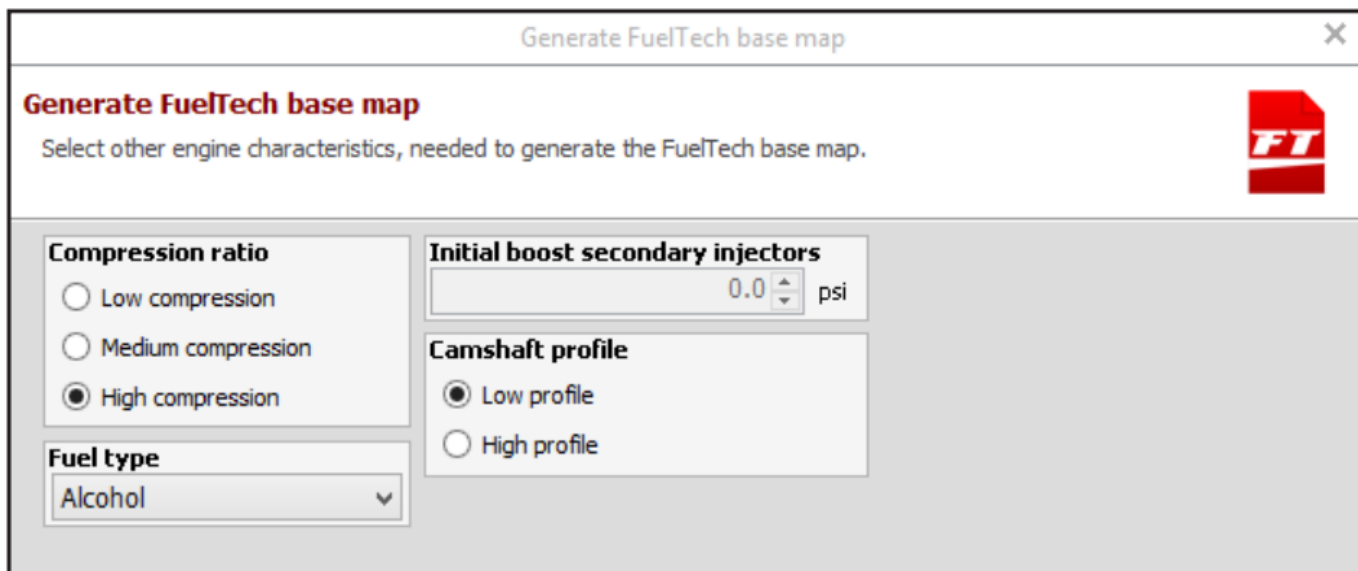 Generate FuelTech base map
Generate FuelTech base map
Select other engine characteristics, needed to generate the FuelTech base map.
FT
Compression ratio
Low compression
Medium compression
High compression
Fuel type
Alcohol
Initial boost secondary injectors
0.0 psi
Camshaft profile
Low profile
High profile